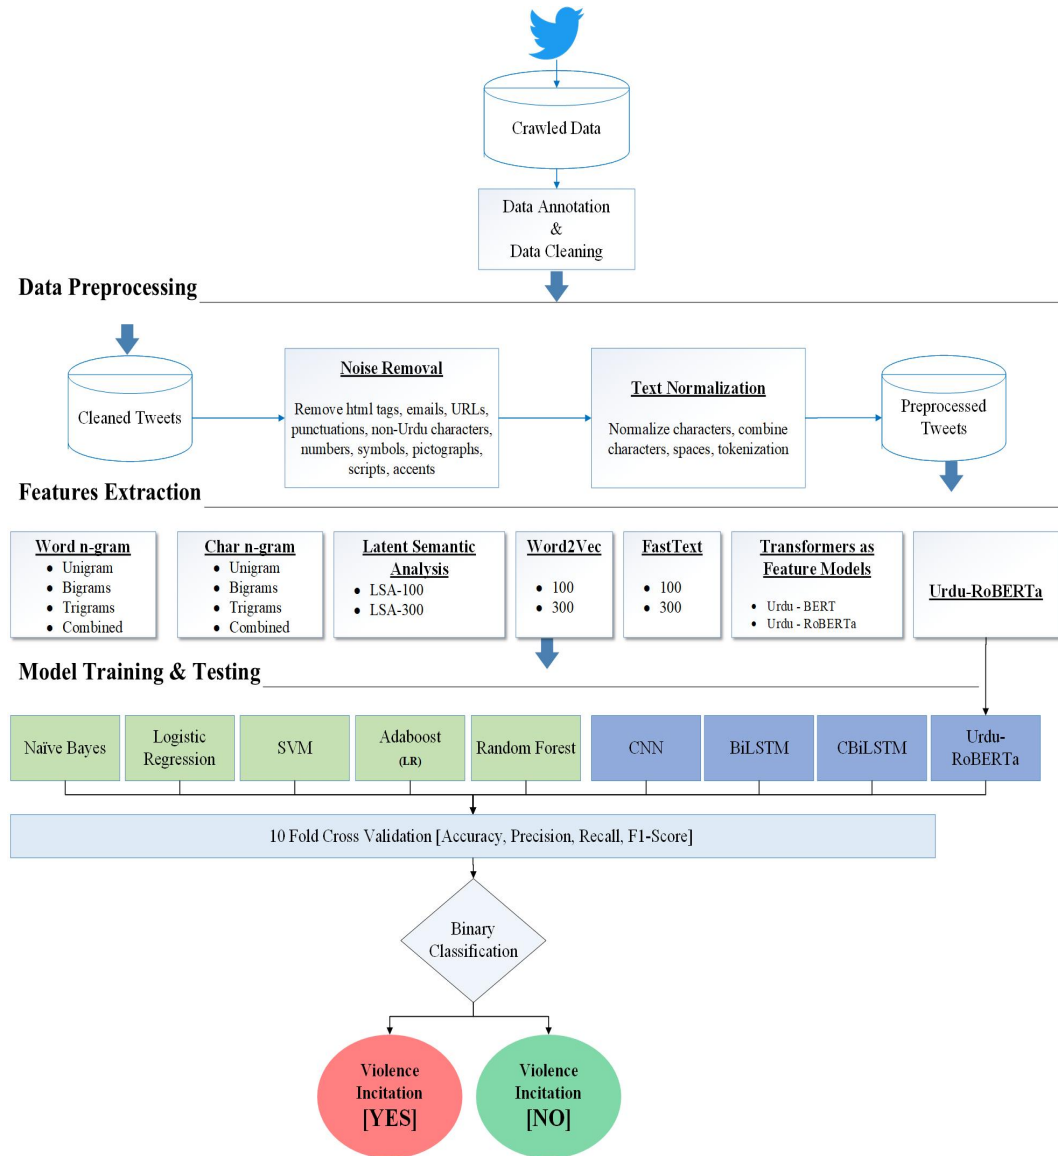 Crawled Data
Data Annotation
&
Data Cleaning
Data Preprocessing
Cleaned Tweets
Noise Removal
Remove html tags, emails, URLs,
punctuations, non-Urdu characters,
numbers, symbols, pictographs,
scripts, accents
Text Normalization
Normalize characters, combine
characters, spaces, tokenization
Preprocessed
Tweets
Features Extraction
Word n-gram
• Unigram
• Bigrams
• Trigrams
• Combined
Char n-gram
• Unigram
• Bigrams
• Trigrams
• Combined
Latent Semantic
Analysis
• LSA-100
• LSA-300
Word2Vec
• 100
• 300
FastText
• 100
• 300
Transformers as
Feature Models
• Urdu - BERT
• Urdu - RoBERTa
Urdu-RoBERTa
Model Training & Testing
Naïve Bayes
Logistic
Regression
SVM
Adaboost
(LR)
Random Forest
CNN
BiLSTM
CBiLSTM
Urdu-
RoBERTa
10 Fold Cross Validation [Accuracy, Precision, Recall, F1-Score]
Binary
Classification
Violence
Incitation
[YES]
Violence
Incitation
[NO]